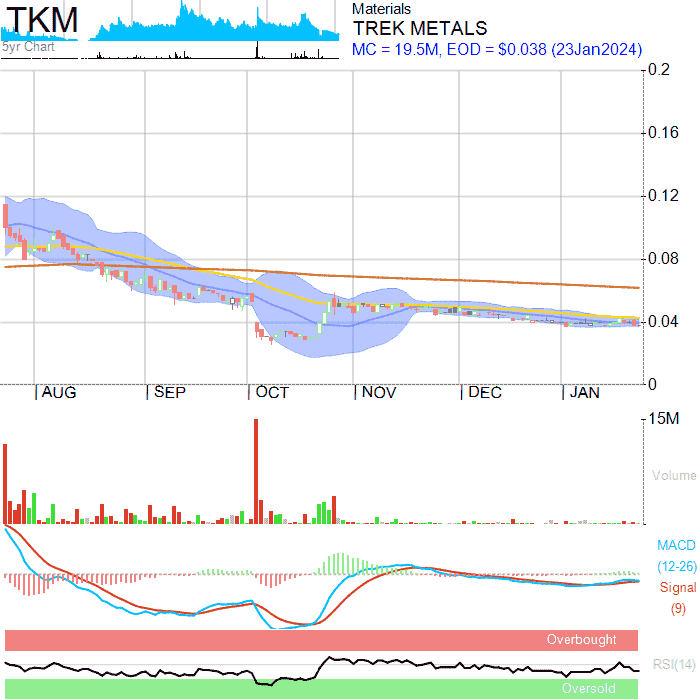 TKM
5yr Chart
Materials
TREK METALS
MC = 19.5M, EOD = $0.038 (23Jan2024)
0.2
0.16
0.12
0.08
0.04
0
AUG SEP OCT NOV DEC JAN
15M
Volume
MACD
(12-26)
Signal
(9)
Overbought
RSI(14)
Oversold